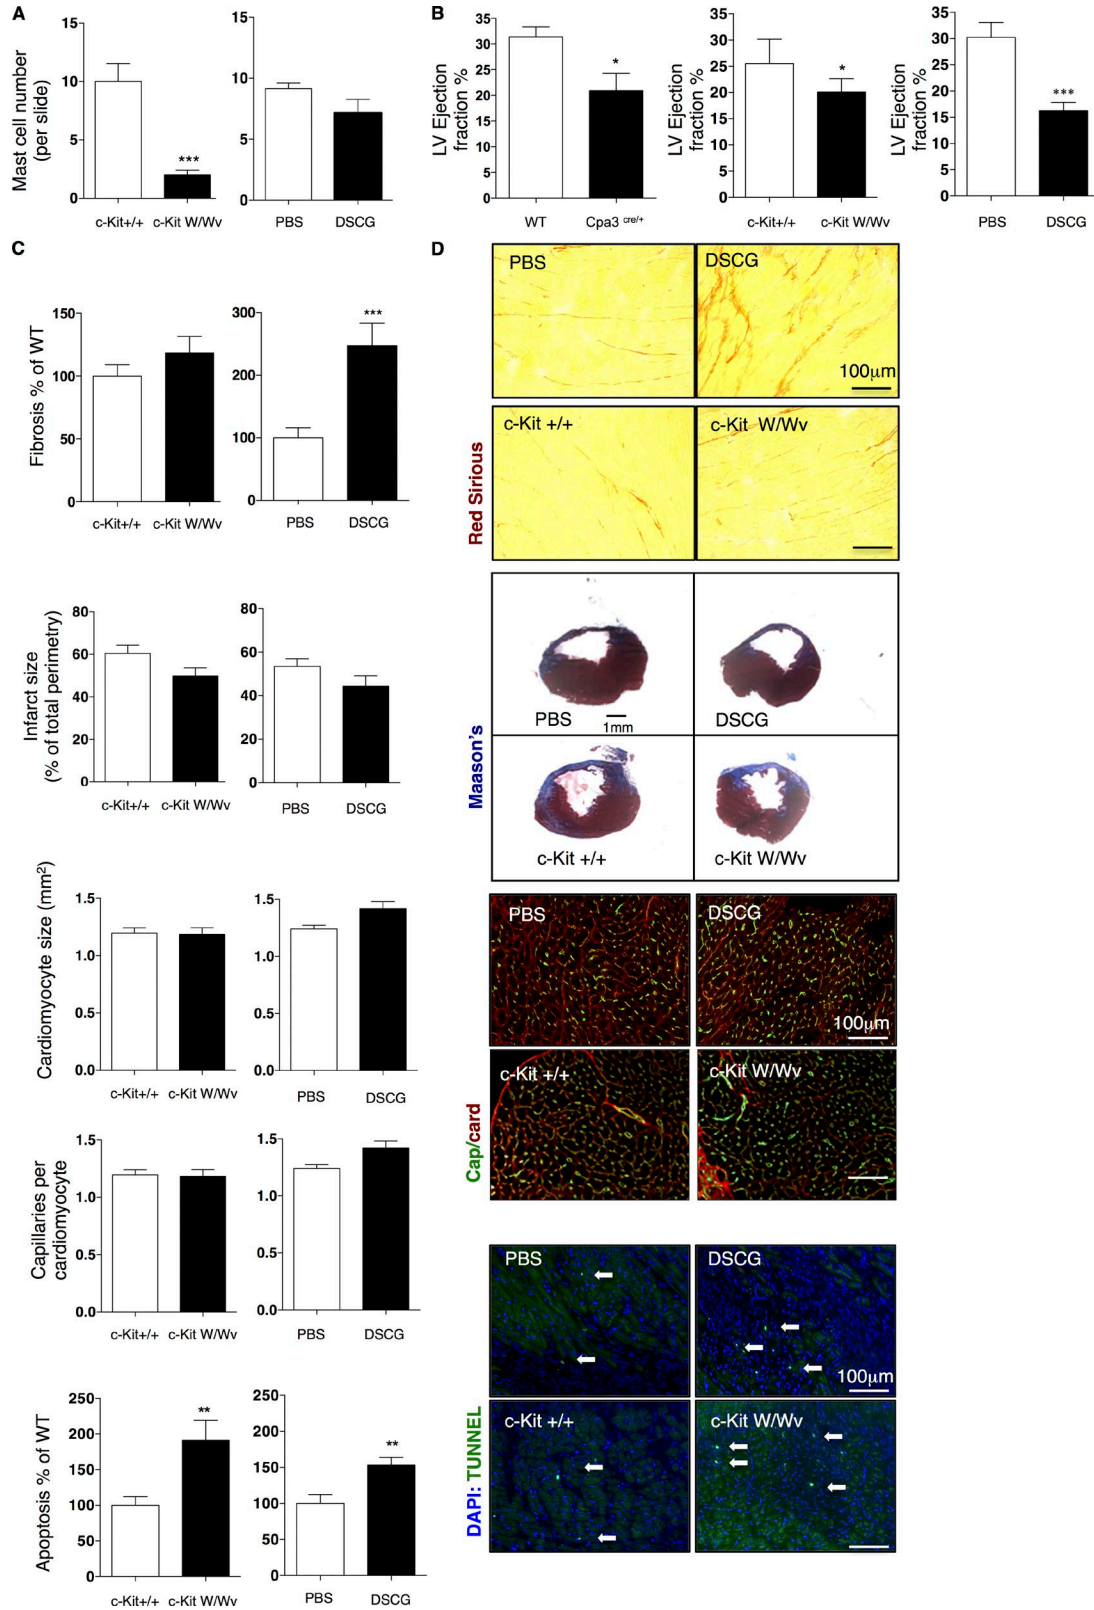 A
Mast cell number
(per slide)
15
10
5
0
***
c-Kit+/+ c-Kit W/Wv
15
10
5
0
PBS DSCG
B
LV Ejection
fraction %
35
30
25
20
15
10
5
0
*
WT Cpa3 cre/+
LV Ejection
fraction %
35
30
25
20
15
10
5
0
*
c-Kit+/+ c-Kit W/Wv
LV Ejection
fraction %
35
30
25
20
15
10
5
0
***
PBS DSCG
C
Fibrosis % of WT
150
100
50
0
c-Kit+/+ c-Kit W/Wv
300
200
100
0
***
PBS DSCG
Infarct size
(% of total perimetry)
80
60
40
20
0
c-Kit+/+ c-Kit W/Wv
80
60
40
20
0
PBS DSCG
Cardiomyocyte size (mm²)
1.5
1.0
0.5
0.0
c-Kit+/+ c-Kit W/Wv
1.5
1.0
0.5
0.0
PBS DSCG
Capillaries per
cardiomyocyte
1.5
1.0
0.5
0.0
c-Kit+/+ c-Kit W/Wv
1.5
1.0
0.5
0.0
PBS DSCG
Apoptosis % of WT
250
200
150
100
50
0
**
c-Kit+/+ c-Kit W/Wv
250
200
150
100
50
0
**
PBS DSCG
D
Red Sirious
PBS
DSCG
100µm
c-Kit +/+
c-Kit W/Wv
Maason's
PBS
1mm
DSCG
c-Kit +/+
c-Kit W/Wv
Cap/card
PBS
DSCG
100µm
c-Kit +/+
c-Kit W/Wv
DAPI: TUNNEL
PBS
DSCG
100µm
c-Kit +/+
c-Kit W/Wv